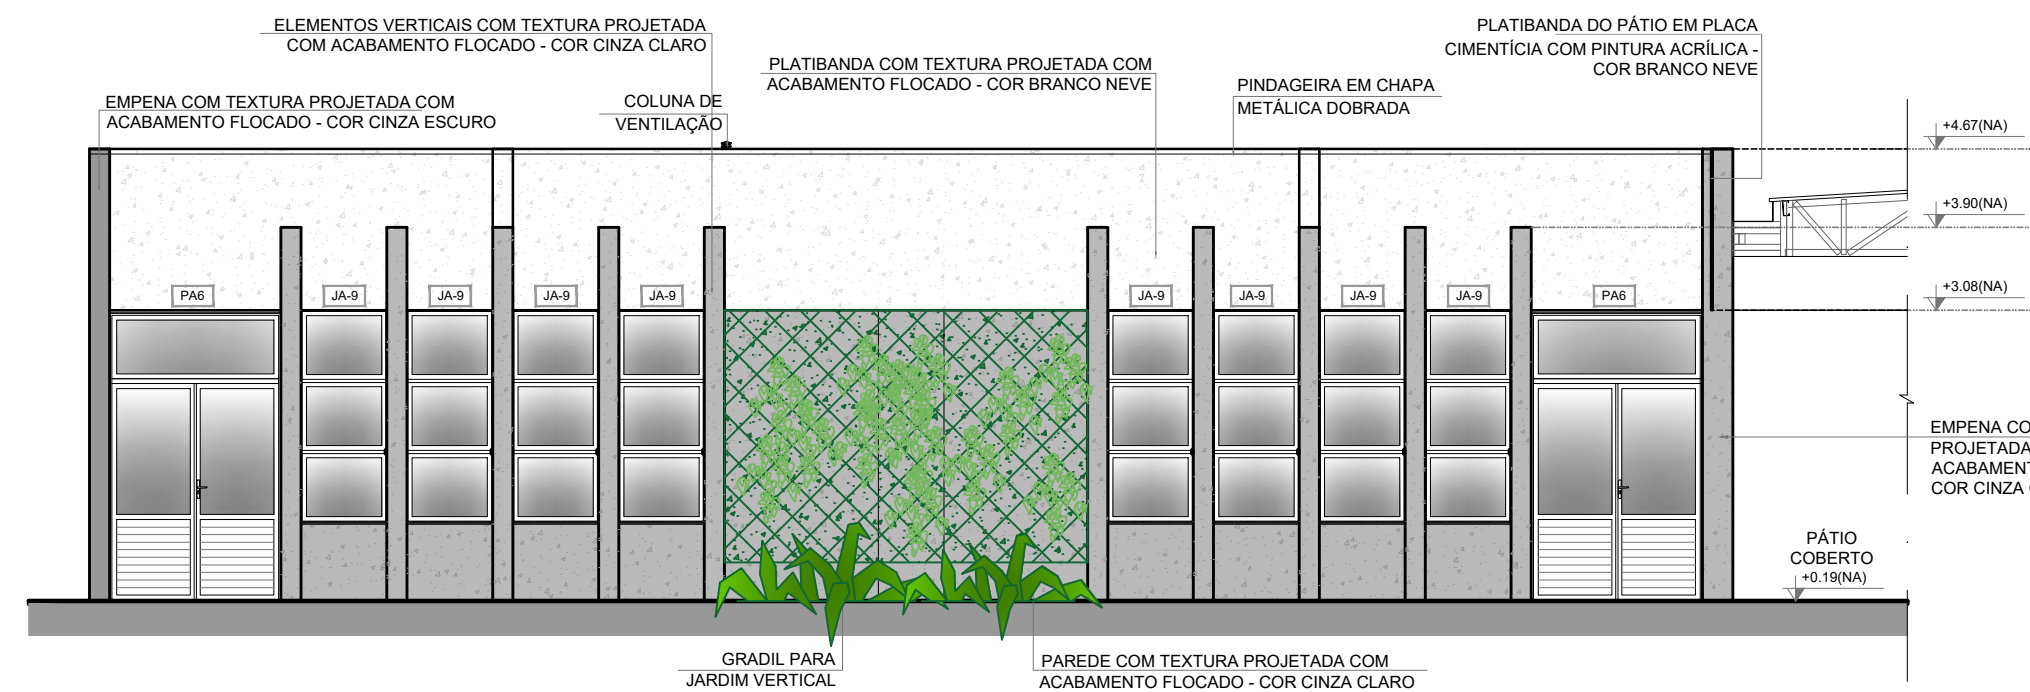 ELEMENTOS VERTICAIS COM TEXTURA PROJETADA
COM ACABAMENTO FLOCADO - COR CINZA CLARO
PLATIBANDA DO PÁTIO EM PLACA
CIMENTÍCIA COM PINTURA ACRÍLICA -
COR BRANCO NEVE
PLATIBANDA COM TEXTURA PROJETADA COM
ACABAMENTO FLOCADO - COR BRANCO NEVE
PINDAGEIRA EM CHAPA
METÁLICA DOBRADA
EMPENA COM TEXTURA PROJETADA COM
ACABAMENTO FLOCADO - COR CINZA ESCURO
COLUNA DE
VENTILAÇÃO
+4.67(NA)
+3.90(NA)
+3.08(NA)
PA6
JA-9
JA-9
JA-9
JA-9
JA-9
JA-9
JA-9
JA-9
PA6
EMPENA CO
PROJETADA
ACABAMENT
COR CINZA
PÁTIO
COBERTO
+0.19(NA)
GRADIL PARA
JARDIM VERTICAL
PAREDE COM TEXTURA PROJETADA COM
ACABAMENTO FLOCADO - COR CINZA CLARO